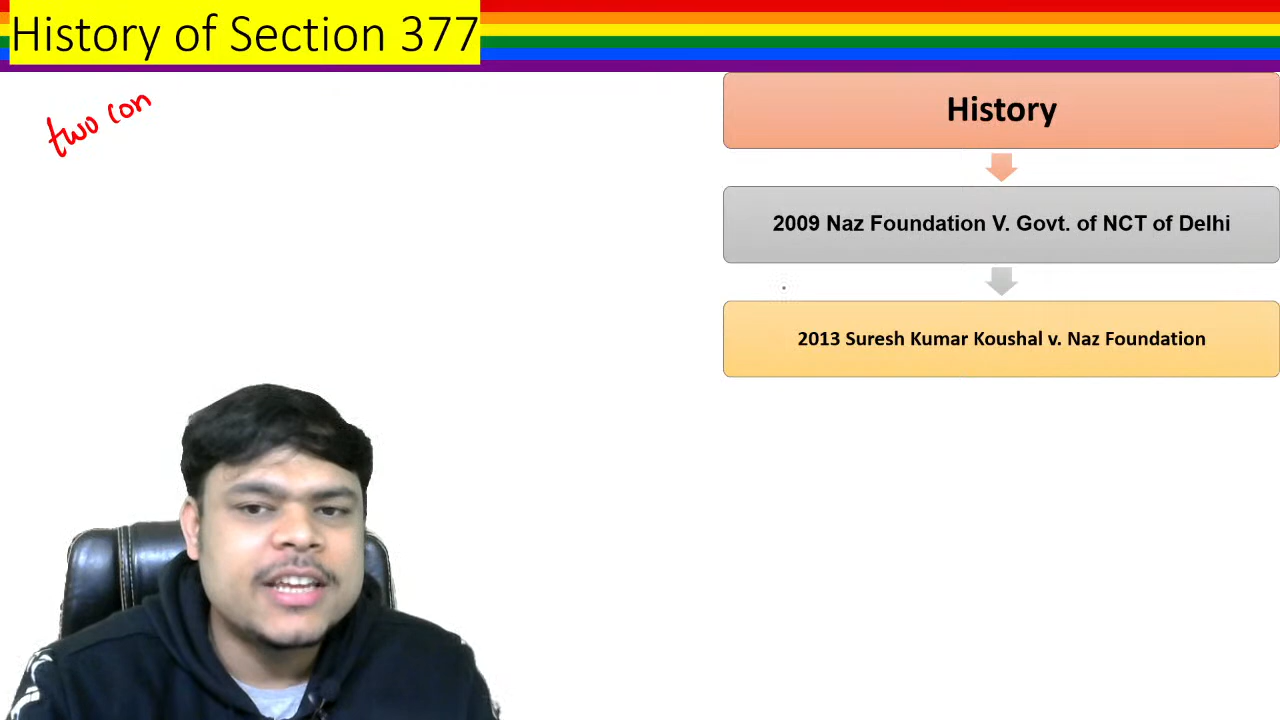 History of Section 377
two con
History
2009 Naz Foundation V. Govt. of NCT of Delhi
2013 Suresh Kumar Koushal v. Naz Foundation